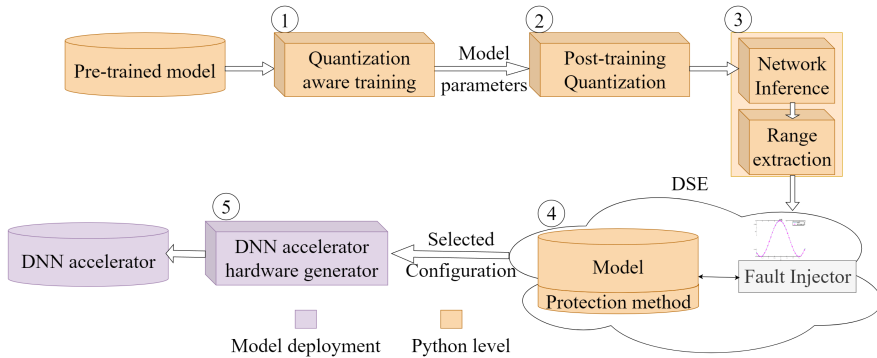 1
2
3
Pre-trained model
Quantization
aware training
Model
parameters
Post-training
Quantization
Network
Inference
Range
extraction
DSE
4
5
DNN accelerator
DNN accelerator
hardware generator
Selected
Configuration
Model
Protection method
Fault Injector
Model deployment
Python level